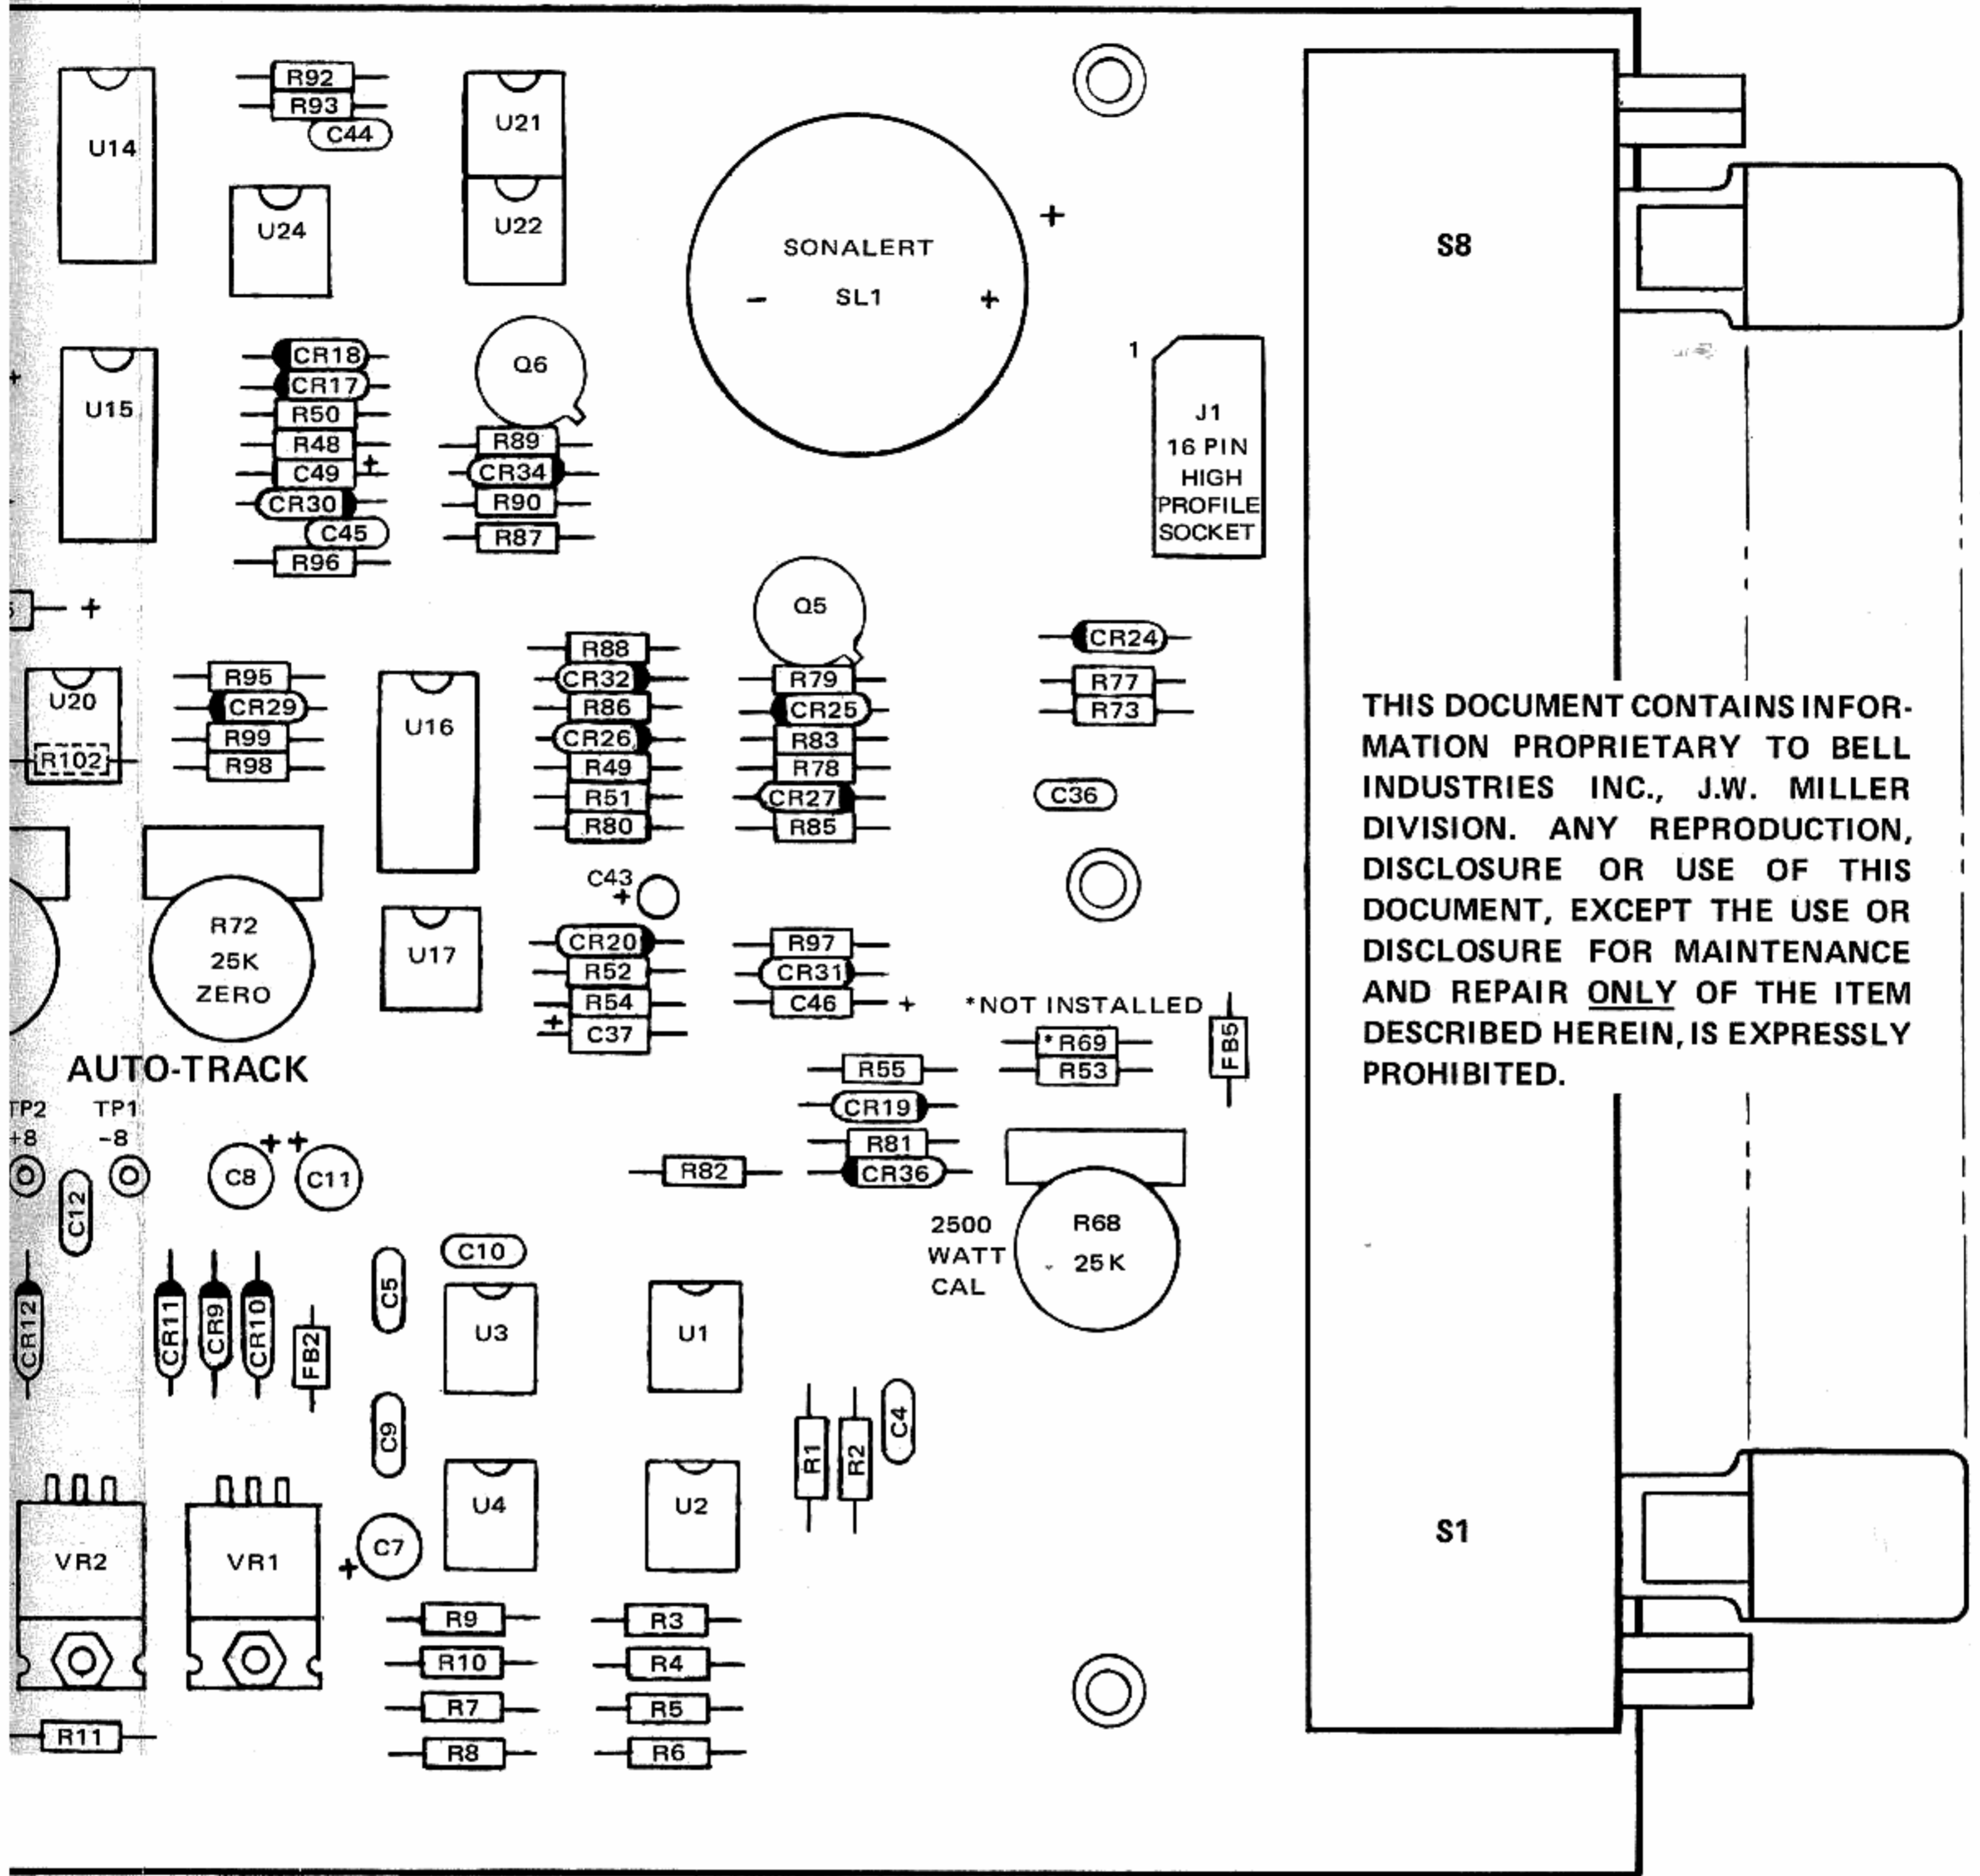 R92
R93
C44
U14
U21
U24
U22
SONALERT
- SL1 +
+
S8
CR18
CR17
R50
R48
C49 +
CR30
C45
R96
U15
Q6
R89
CR34
R90
R87
1
J1
16 PIN
HIGH
PROFILE
SOCKET
+
Q5
CR24
R77
R73
C36
U20
R102
R95
CR29
R99
R98
U16
R88
CR32
R86
CR26
R49
R51
R80
R79
CR25
R83
R78
CR27
R85
THIS DOCUMENT CONTAINS INFOR-
MATION PROPRIETARY TO BELL
INDUSTRIES INC., J.W. MILLER
DIVISION. ANY REPRODUCTION,
DISCLOSURE OR USE OF THIS
DOCUMENT, EXCEPT THE USE OR
DISCLOSURE FOR MAINTENANCE
AND REPAIR ONLY OF THE ITEM
DESCRIBED HEREIN, IS EXPRESSLY
PROHIBITED.
R72
25K
ZERO
AUTO-TRACK
U17
C43
+
CR20
R52
R54
+
C37
R97
CR31
C46 +
*NOT INSTALLED
*R69
R53
FB5
R55
CR19
R81
CR36
R82
TP2
+8
TP1
-8
C12
C8 +
+ C11
2500
WATT
CAL
R68
25K
C10
C5
CR12
CR11
CR9
CR10
FB2
U3
U1
C9
R1
R2
C4
U4
U2
S1
VR2
VR1
+ C7
R9
R10
R7
R8
R3
R4
R5
R6
R11